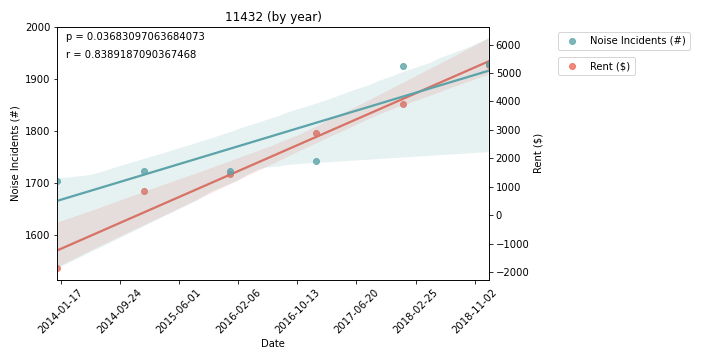 11432 (by year)
p = 0.03683097063684073
r = 0.8389187090367468
Noise Incidents (#)
Rent ($)
2000
1900
1800
1700
1600
Noise Incidents (#)
6000
5000
4000
3000
2000
1000
0
−1000
−2000
Rent ($)
2014-01-17
2014-09-24
2015-06-01
2016-02-06
2016-10-13
2017-06-20
2018-02-25
2018-11-02
Date